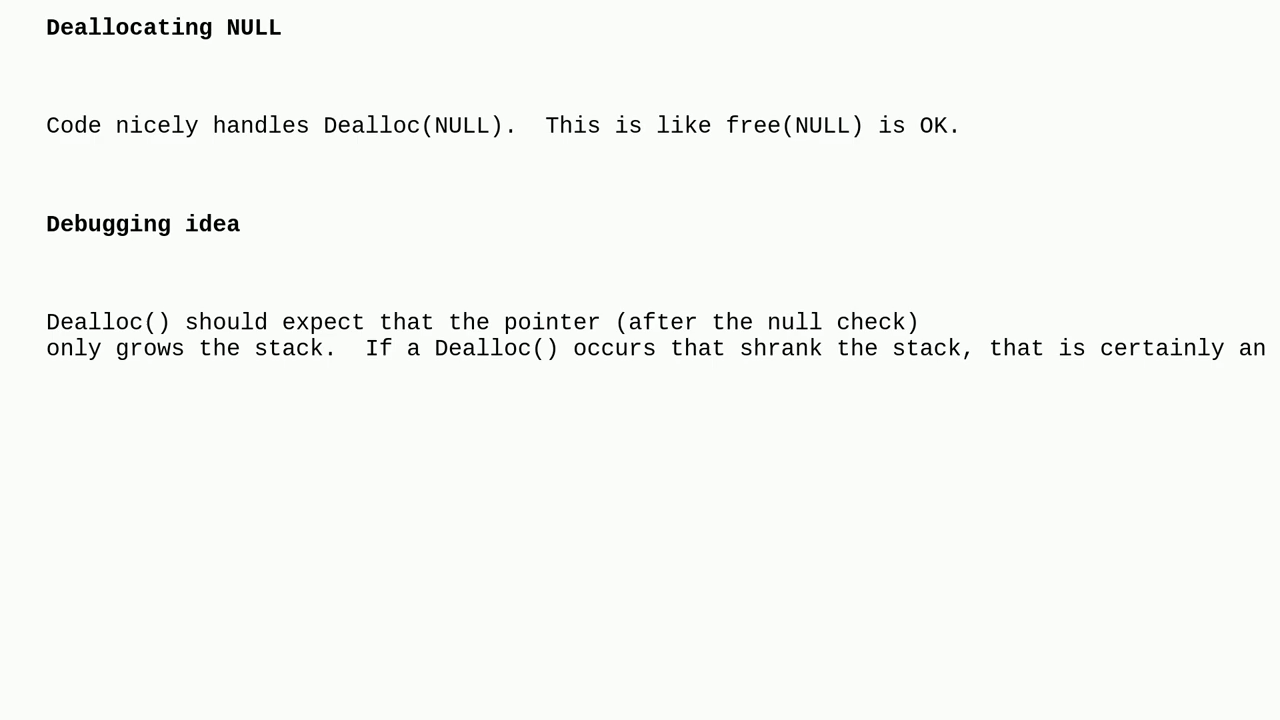 Deallocating NULL
Code nicely handles Dealloc(NULL).  This is like free(NULL) is OK.
Debugging idea
Dealloc() should expect that the pointer (after the null check)
only grows the stack.  If a Dealloc() occurs that shrank the stack, that is certainly an